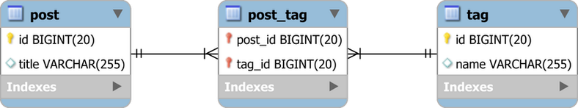 post
id BIGINT(20)
title VARCHAR(255)
Indexes
post_tag
post_id BIGINT(20)
tag_id BIGINT(20)
Indexes
tag
id BIGINT(20)
name VARCHAR(255)
Indexes